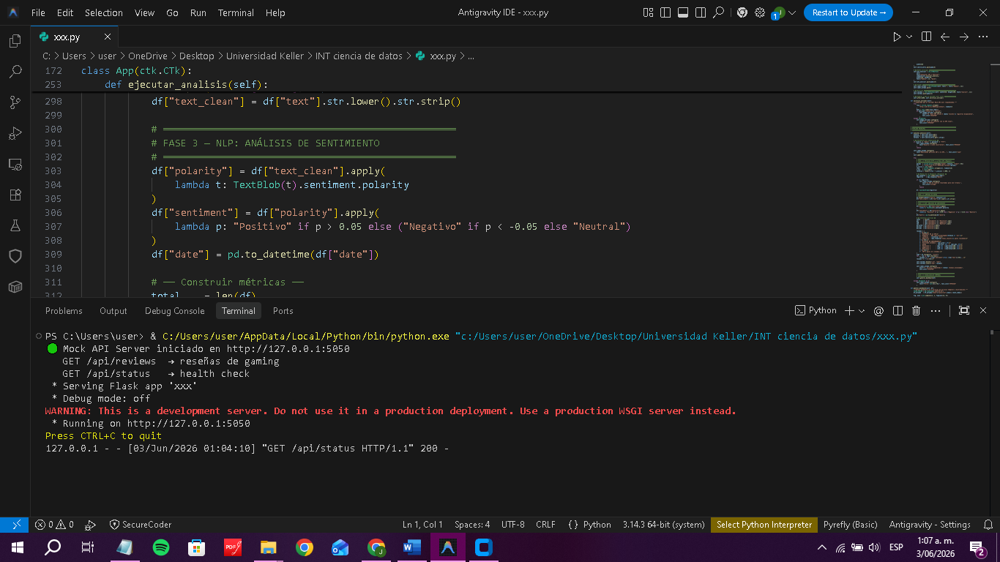 File Edit Selection View Go Run Terminal Help
Antigravity IDE - xxx.py
1
Restart to Update →
xxx.py
C: > Users > user > OneDrive > Desktop > Universidad Keller > INT ciencia de datos > xxx.py > ...
172 class App(ctk.CTk):
253 def ejecutar_analisis(self):
298 df["text_clean"] = df["text"].str.lower().str.strip()
299
300 # ══════════════════════════════════════════════════
301 # FASE 3 — NLP: ANÁLISIS DE SENTIMIENTO
302 # ══════════════════════════════════════════════════
303 df["polarity"] = df["text_clean"].apply(
304 lambda t: TextBlob(t).sentiment.polarity
305 )
306 df["sentiment"] = df["polarity"].apply(
307 lambda p: "Positivo" if p > 0.05 else ("Negativo" if p < -0.05 else "Neutral")
308 )
309 df["date"] = pd.to_datetime(df["date"])
310
311 # ── Construir métricas ──
312 total = len(df)
Problems Output Debug Console Terminal Ports
Python
PS C:\Users\user> & C:/Users/user/AppData/Local/Python/bin/python.exe "c:/Users/user/OneDrive/Desktop/Universidad Keller/INT ciencia de datos/xxx.py"
Mock API Server iniciado en http://127.0.0.1:5050
GET /api/reviews → reseñas de gaming
GET /api/status → health check
* Serving Flask app 'xxx'
* Debug mode: off
WARNING: This is a development server. Do not use it in a production deployment. Use a production WSGI server instead.
* Running on http://127.0.0.1:5050
Press CTRL+C to quit
127.0.0.1 - - [03/Jun/2026 01:04:10] "GET /api/status HTTP/1.1" 200 -
0 0 SecureCoder
Ln 1, Col 1 Spaces: 4 UTF-8 CRLF {} Python 3.14.3 64-bit (system) Select Python Interpreter Pyrefly (Basic) Antigravity - Settings
PDF
J
W
ESP
1:07 a. m.
3/06/2026
2